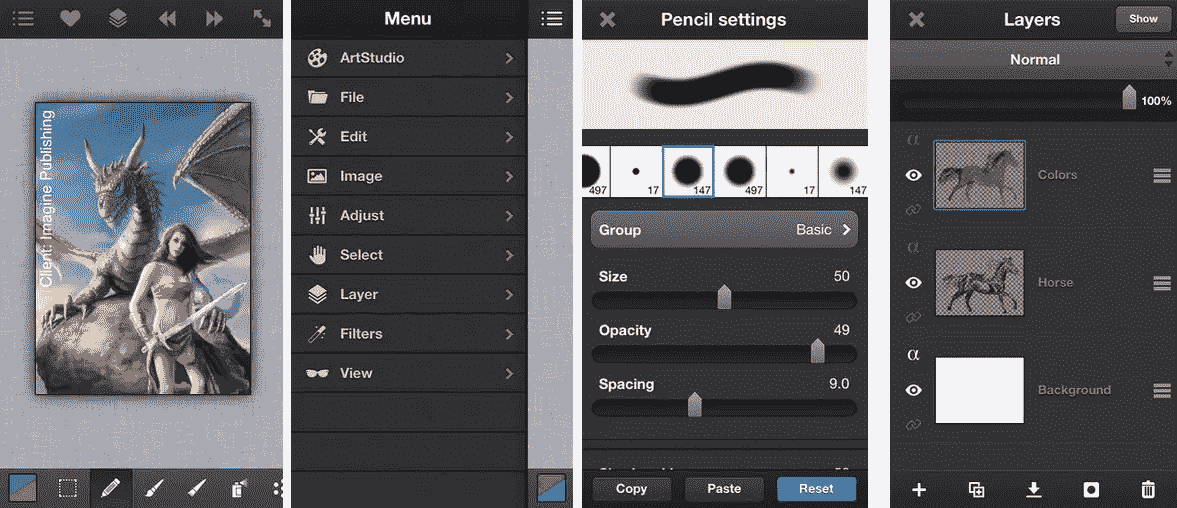 Client: Imagine Publishing
Menu
ArtStudio
File
Edit
Image
Adjust
Select
Layer
Filters
View
Pencil settings
497
17
147
497
17
147
Group Basic
Size 50
Opacity 49
Spacing 9.0
Copy Paste Reset
Layers Show
Normal
100%
α
Colors
α
Horse
α
Background